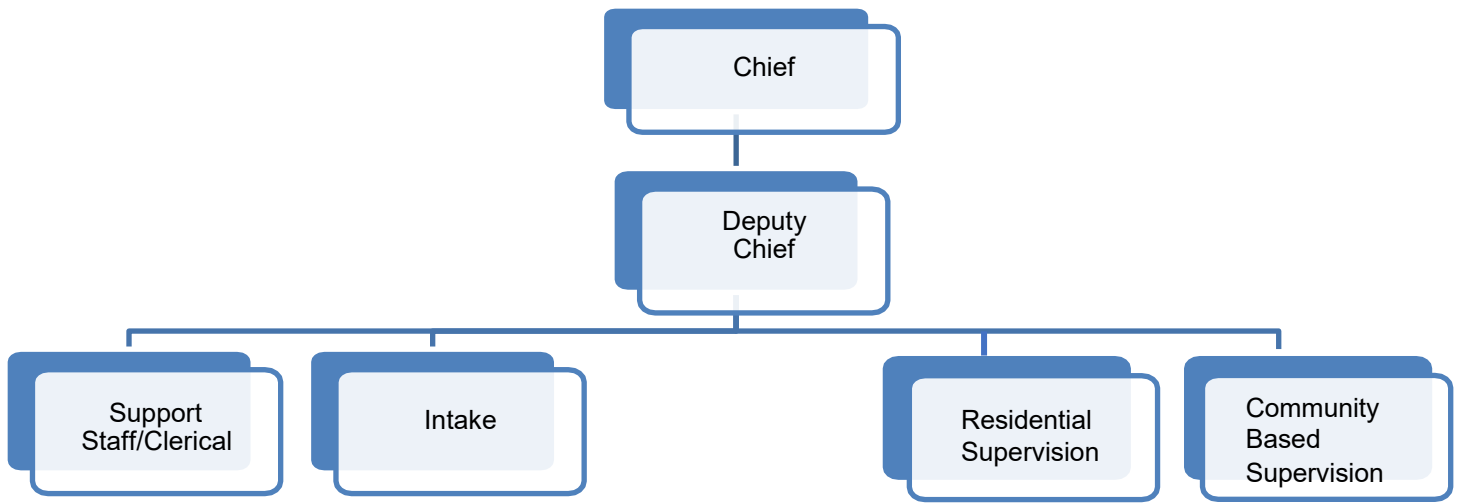 Chief
Deputy
Chief
Support
Staff/Clerical
Intake
Residential
Supervision
Community
Based
Supervision